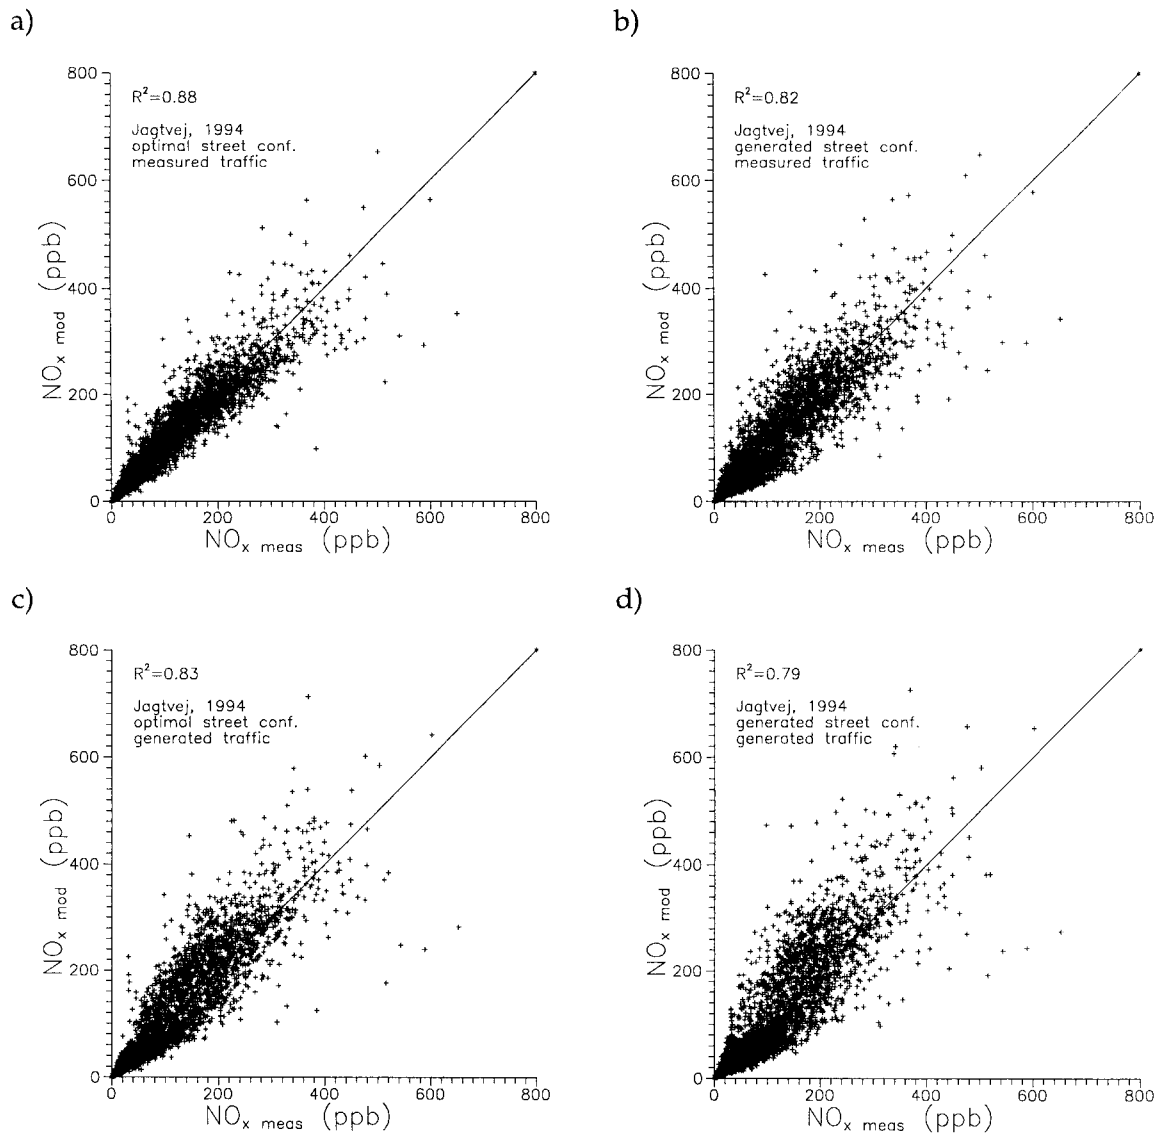 a)
R²=0.88
Jagtvej, 1994
optimal street conf.
measured traffic
800
600
400
200
0
NOx mod (ppb)
0 200 400 600 800
NOx meas (ppb)
b)
R²=0.82
Jagtvej, 1994
generated street conf.
measured traffic
800
600
400
200
0
NOx mod (ppb)
0 200 400 600 800
NOx meas (ppb)
c)
R²=0.83
Jagtvej, 1994
optimal street conf.
generated traffic
800
600
400
200
0
NOx mod (ppb)
0 200 400 600 800
NOx meas (ppb)
d)
R²=0.79
Jagtvej, 1994
generated street conf.
generated traffic
800
600
400
200
0
NOx mod (ppb)
0 200 400 600 800
NOx meas (ppb)